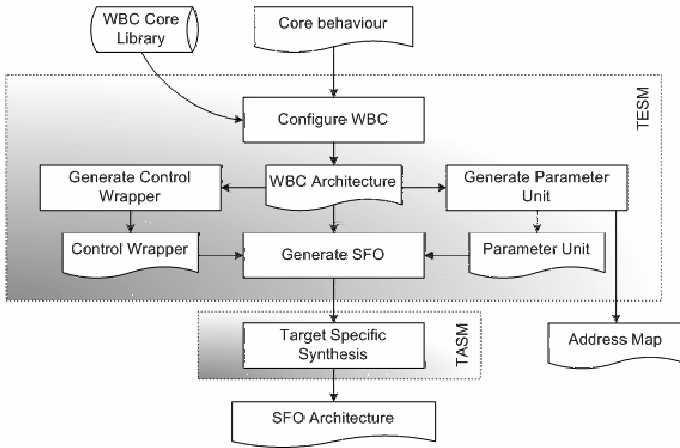 WBC Core
Library
Core behaviour
TESM
Configure WBC
Generate Control
Wrapper
WBC Architecture
Generate Parameter
Unit
Control Wrapper
Generate SFO
Parameter Unit
Target Specific
Synthesis
TASM
Address Map
SFO Architecture